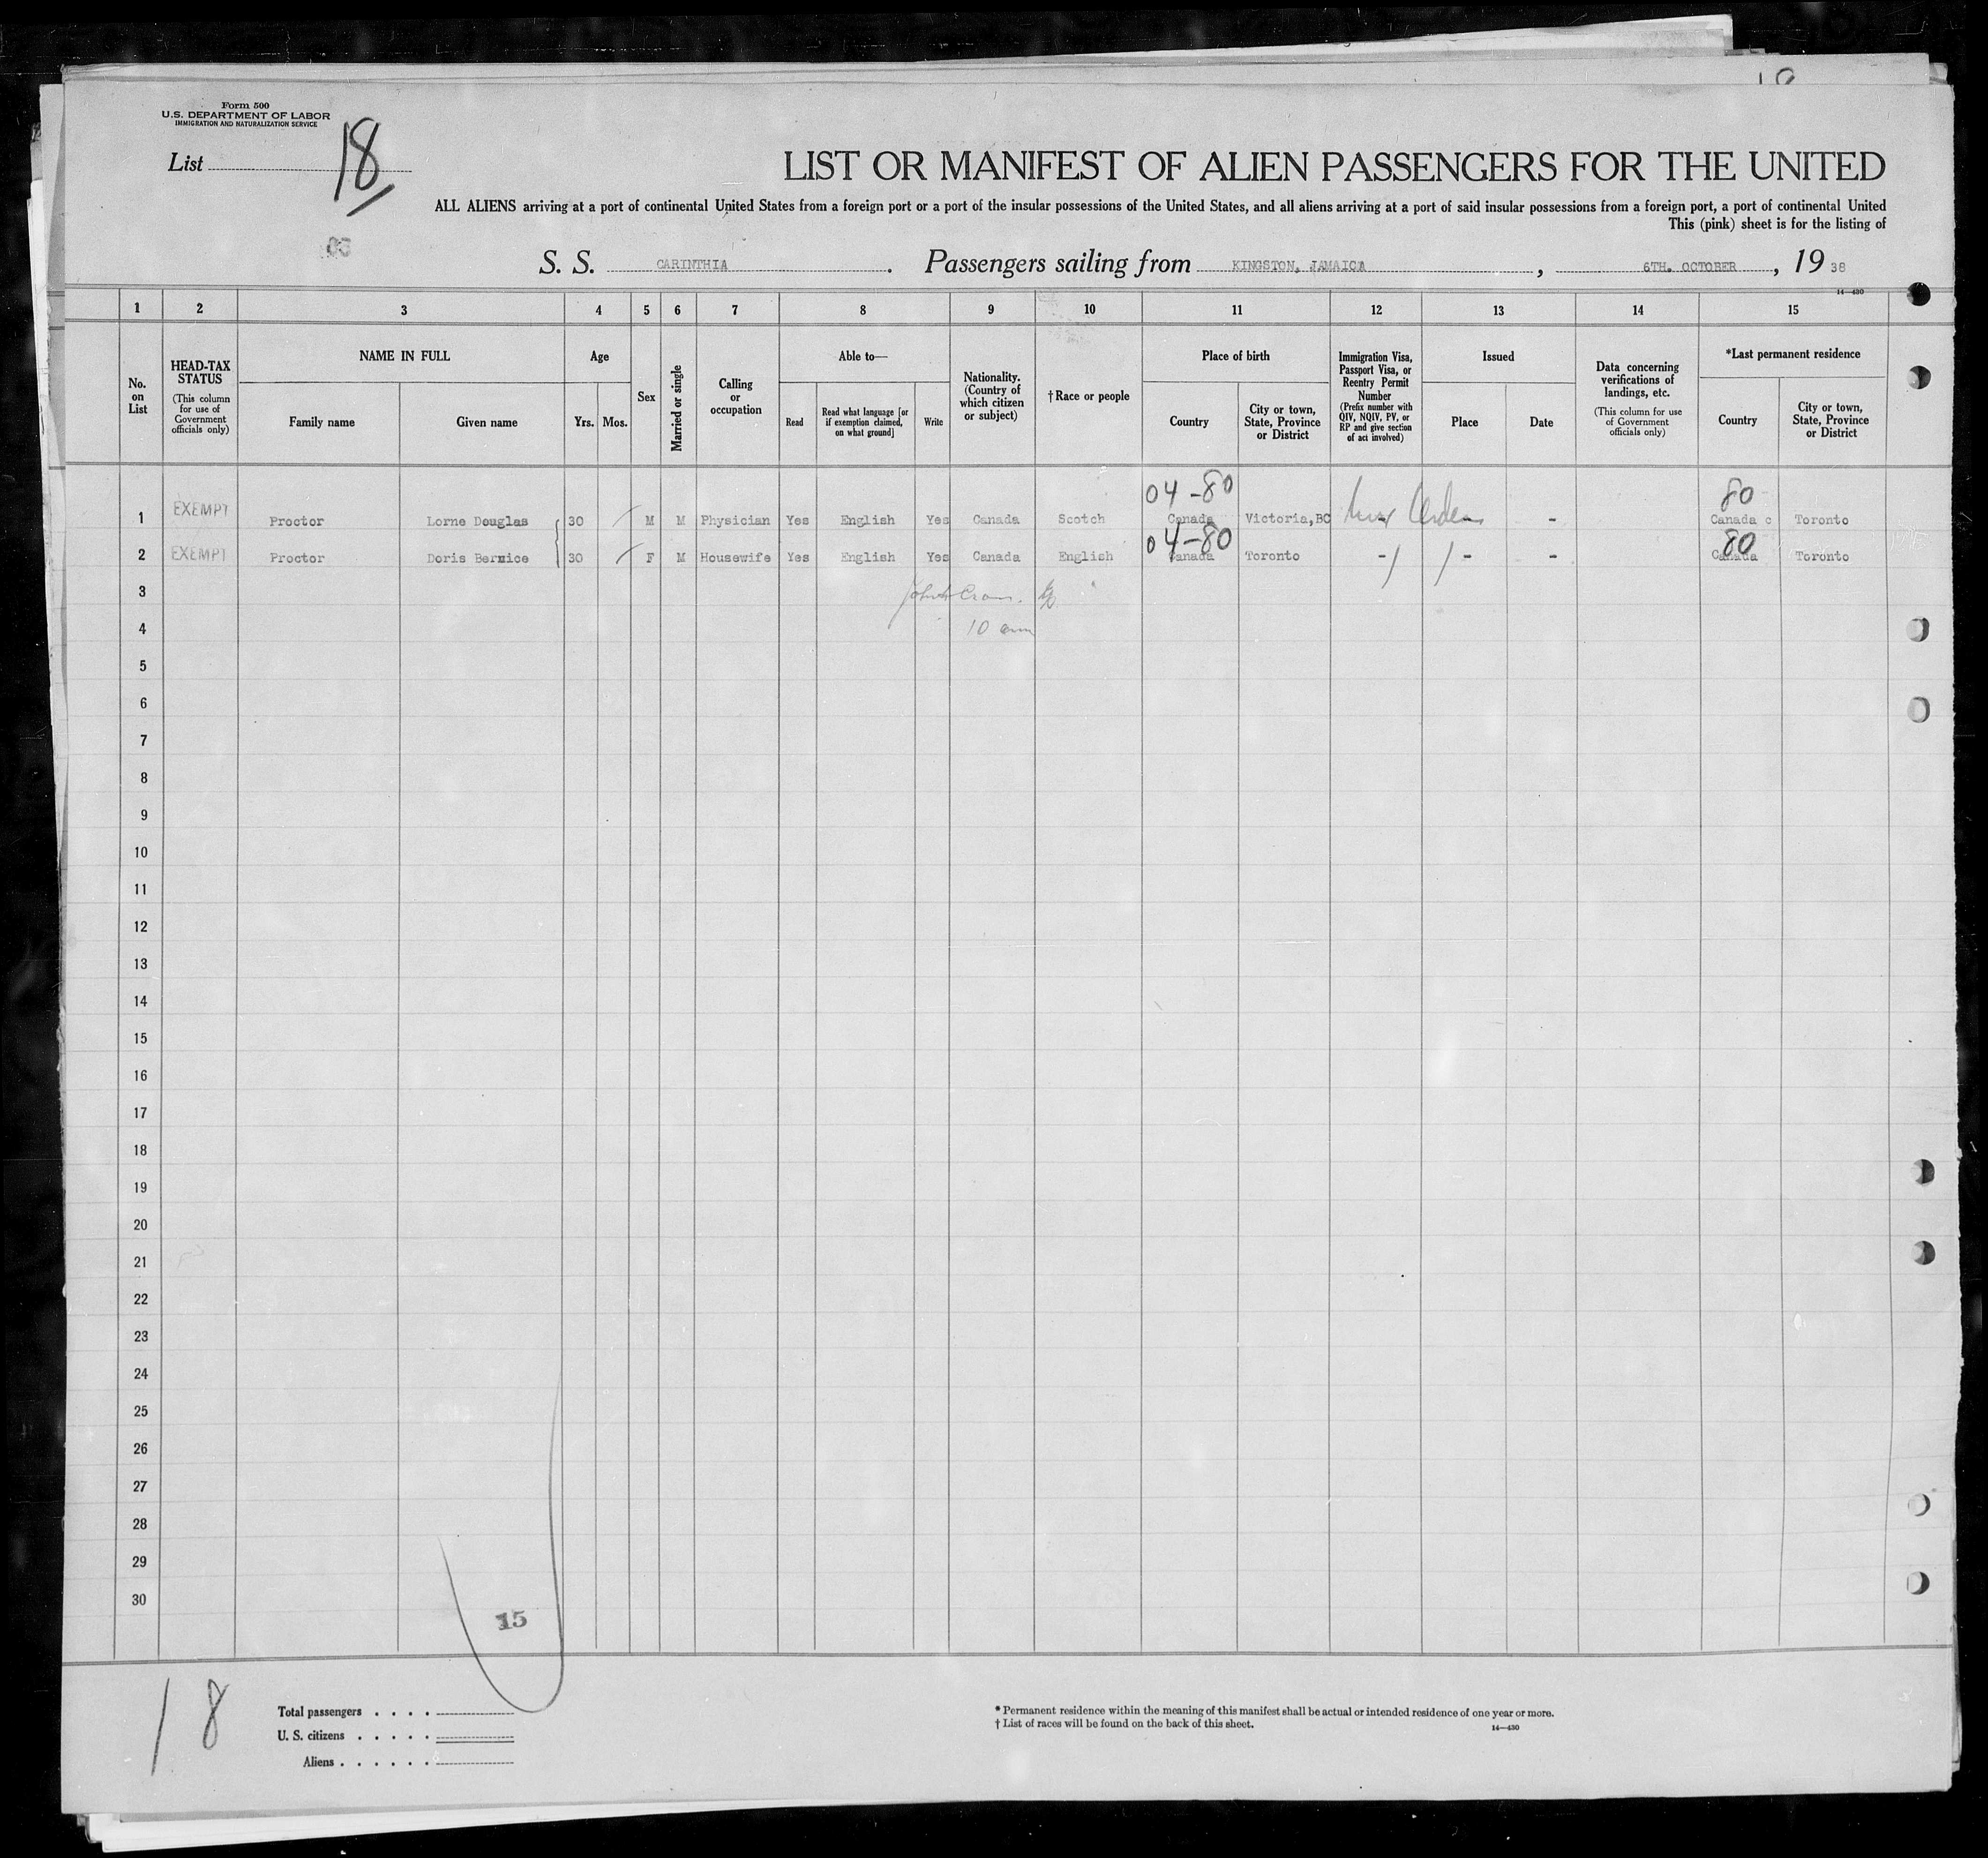 Form 500
U.S. DEPARTMENT OF LABOR
IMMIGRATION AND NATURALIZATION SERVICE
List 18
LIST OR MANIFEST OF ALIEN PASSENGERS FOR THE UNITED
ALL ALIENS arriving at a port of continental United States from a foreign port or a port of the insular possessions of the United States, and all aliens arriving at a port of said insular possessions from a foreign port, a port of continental United
This (pink) sheet is for the listing of
S. S. CARINTHIA. Passengers sailing from KINGSTON, JAMAICA, 6TH. OCTOBER, 19 38
14—430
1 2 3 4 5 6 7 8 9 10 11 12 13 14 15
No. on List
HEAD-TAX STATUS (This column for use of Government officials only)
NAME IN FULL
Family name
Given name
Age
Yrs. Mos.
Sex
Married or single
Calling or occupation
Able to—
Read
Read what language [or if exemption claimed, on what ground]
Write
Nationality. (Country of which citizen or subject)
†Race or people
Place of birth
Country
City or town, State, Province or District
Immigration Visa, Passport Visa, or Reentry Permit Number (Prefix number with QIV, NQIV, PV, or RP and give section of act involved)
Issued
Place
Date
Data concerning verifications of landings, etc. (This column for use of Government officials only)
*Last permanent residence
Country
City or town, State, Province or District
04-80 80
1 EXEMPT Proctor Lorne Douglas 30 M M Physician Yes English Yes Canada Scotch Canada Victoria, BC - - - Canada c Toronto
04-80 80
2 EXEMPT Proctor Doris Bernice 30 F M Housewife Yes English Yes Canada English Canada Toronto - - - Canada Toronto
3
4 10 am
5
6
7
8
9
10
11
12
13
14
15
16
17
18
19
20
21
22
23
24
25
26
27
28
29
30
15
18
Total passengers . . . .
U. S. citizens . . . . .
Aliens . . . . . .
* Permanent residence within the meaning of this manifest shall be actual or intended residence of one year or more.
† List of races will be found on the back of this sheet.
14—430